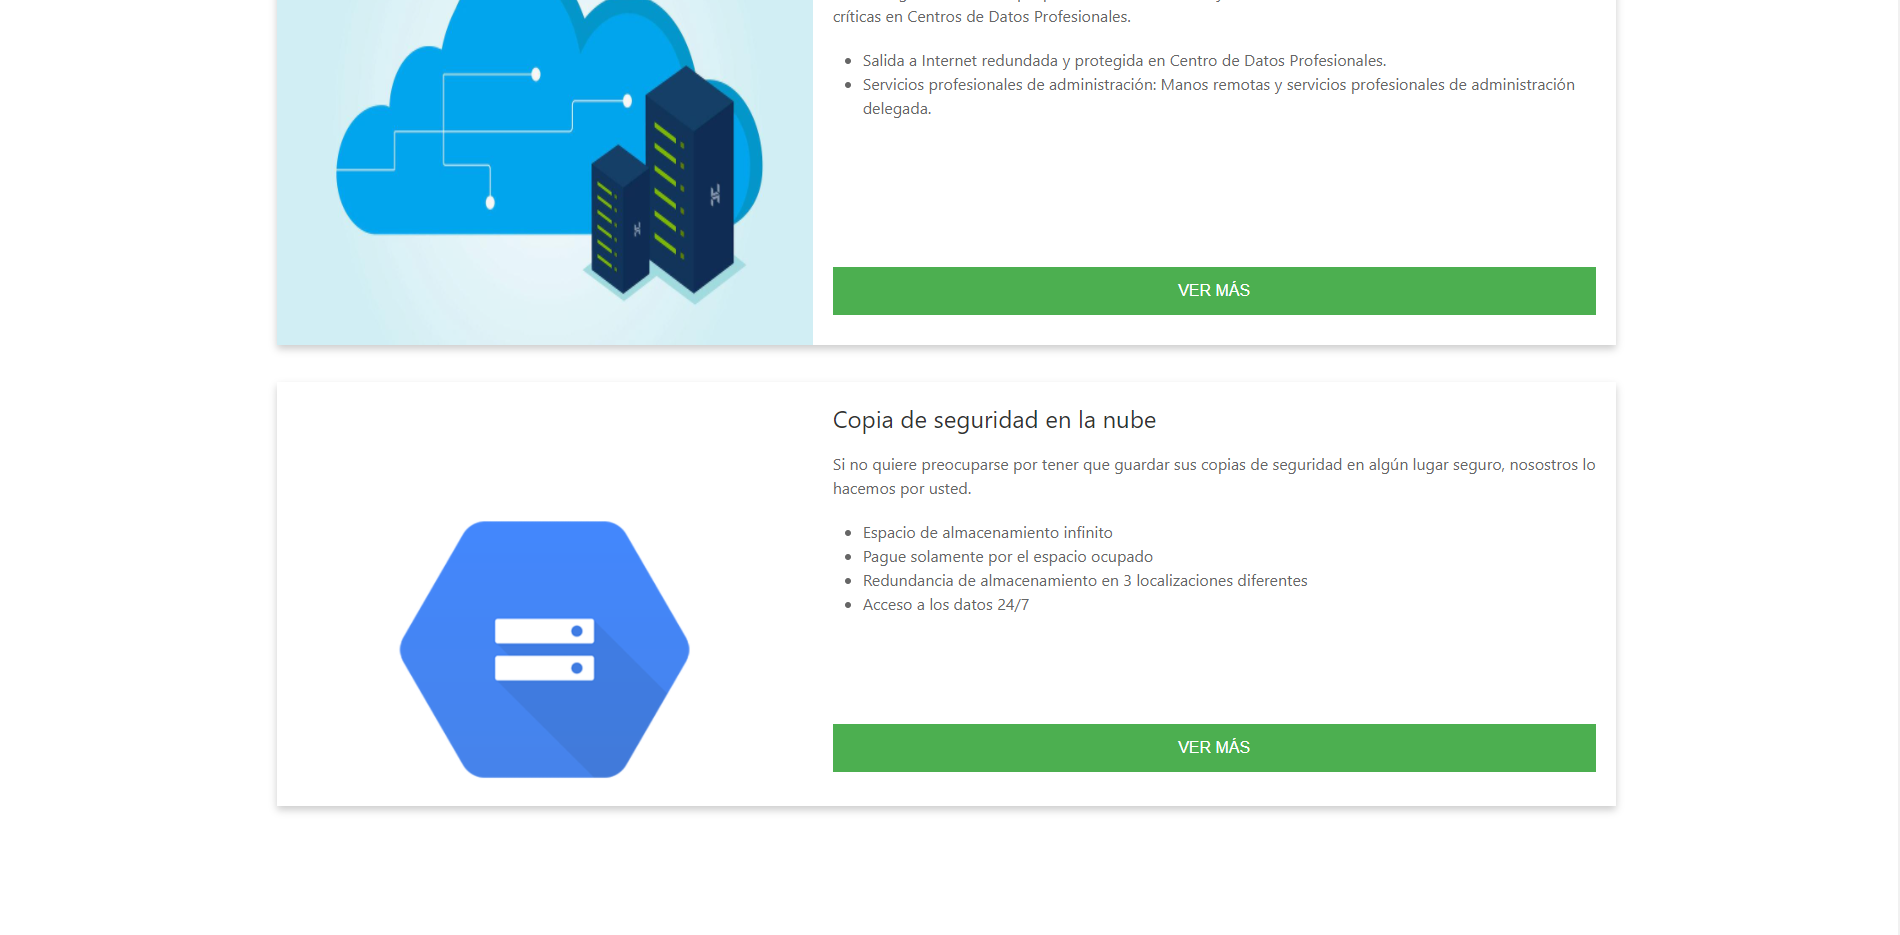 críticas en Centros de Datos Profesionales.
Salida a Internet redundada y protegida en Centro de Datos Profesionales.
Servicios profesionales de administración: Manos remotas y servicios profesionales de administración
delegada.
VER MÁS
Copia de seguridad en la nube
Si no quiere preocuparse por tener que guardar sus copias de seguridad en algún lugar seguro, nosostros lo
hacemos por usted.
Espacio de almacenamiento infinito
Pague solamente por el espacio ocupado
Redundancia de almacenamiento en 3 localizaciones diferentes
Acceso a los datos 24/7
VER MÁS